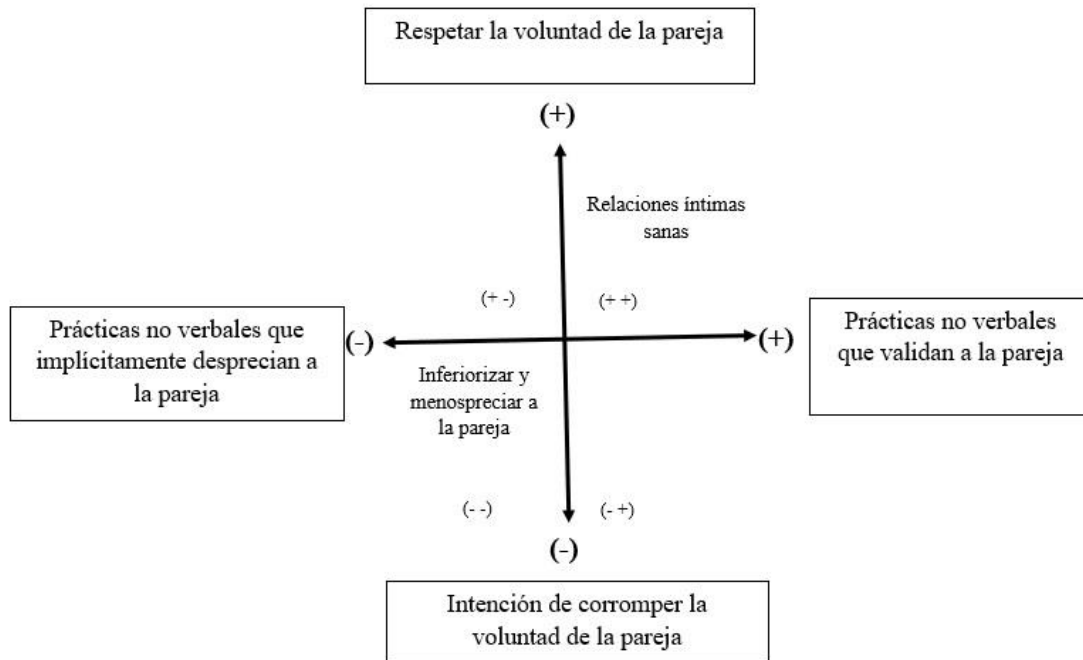 Respetar la voluntad de la pareja
(+)
Relaciones íntimas
sanas
(+ -)
(+ +)
Prácticas no verbales que
implícitamente desprecian a
la pareja
(-)
(+)
Prácticas no verbales
que validan a la pareja
Inferiorizar y
menospreciar a
la pareja
(- -)
(- +)
(-)
Intención de corromper la
voluntad de la pareja